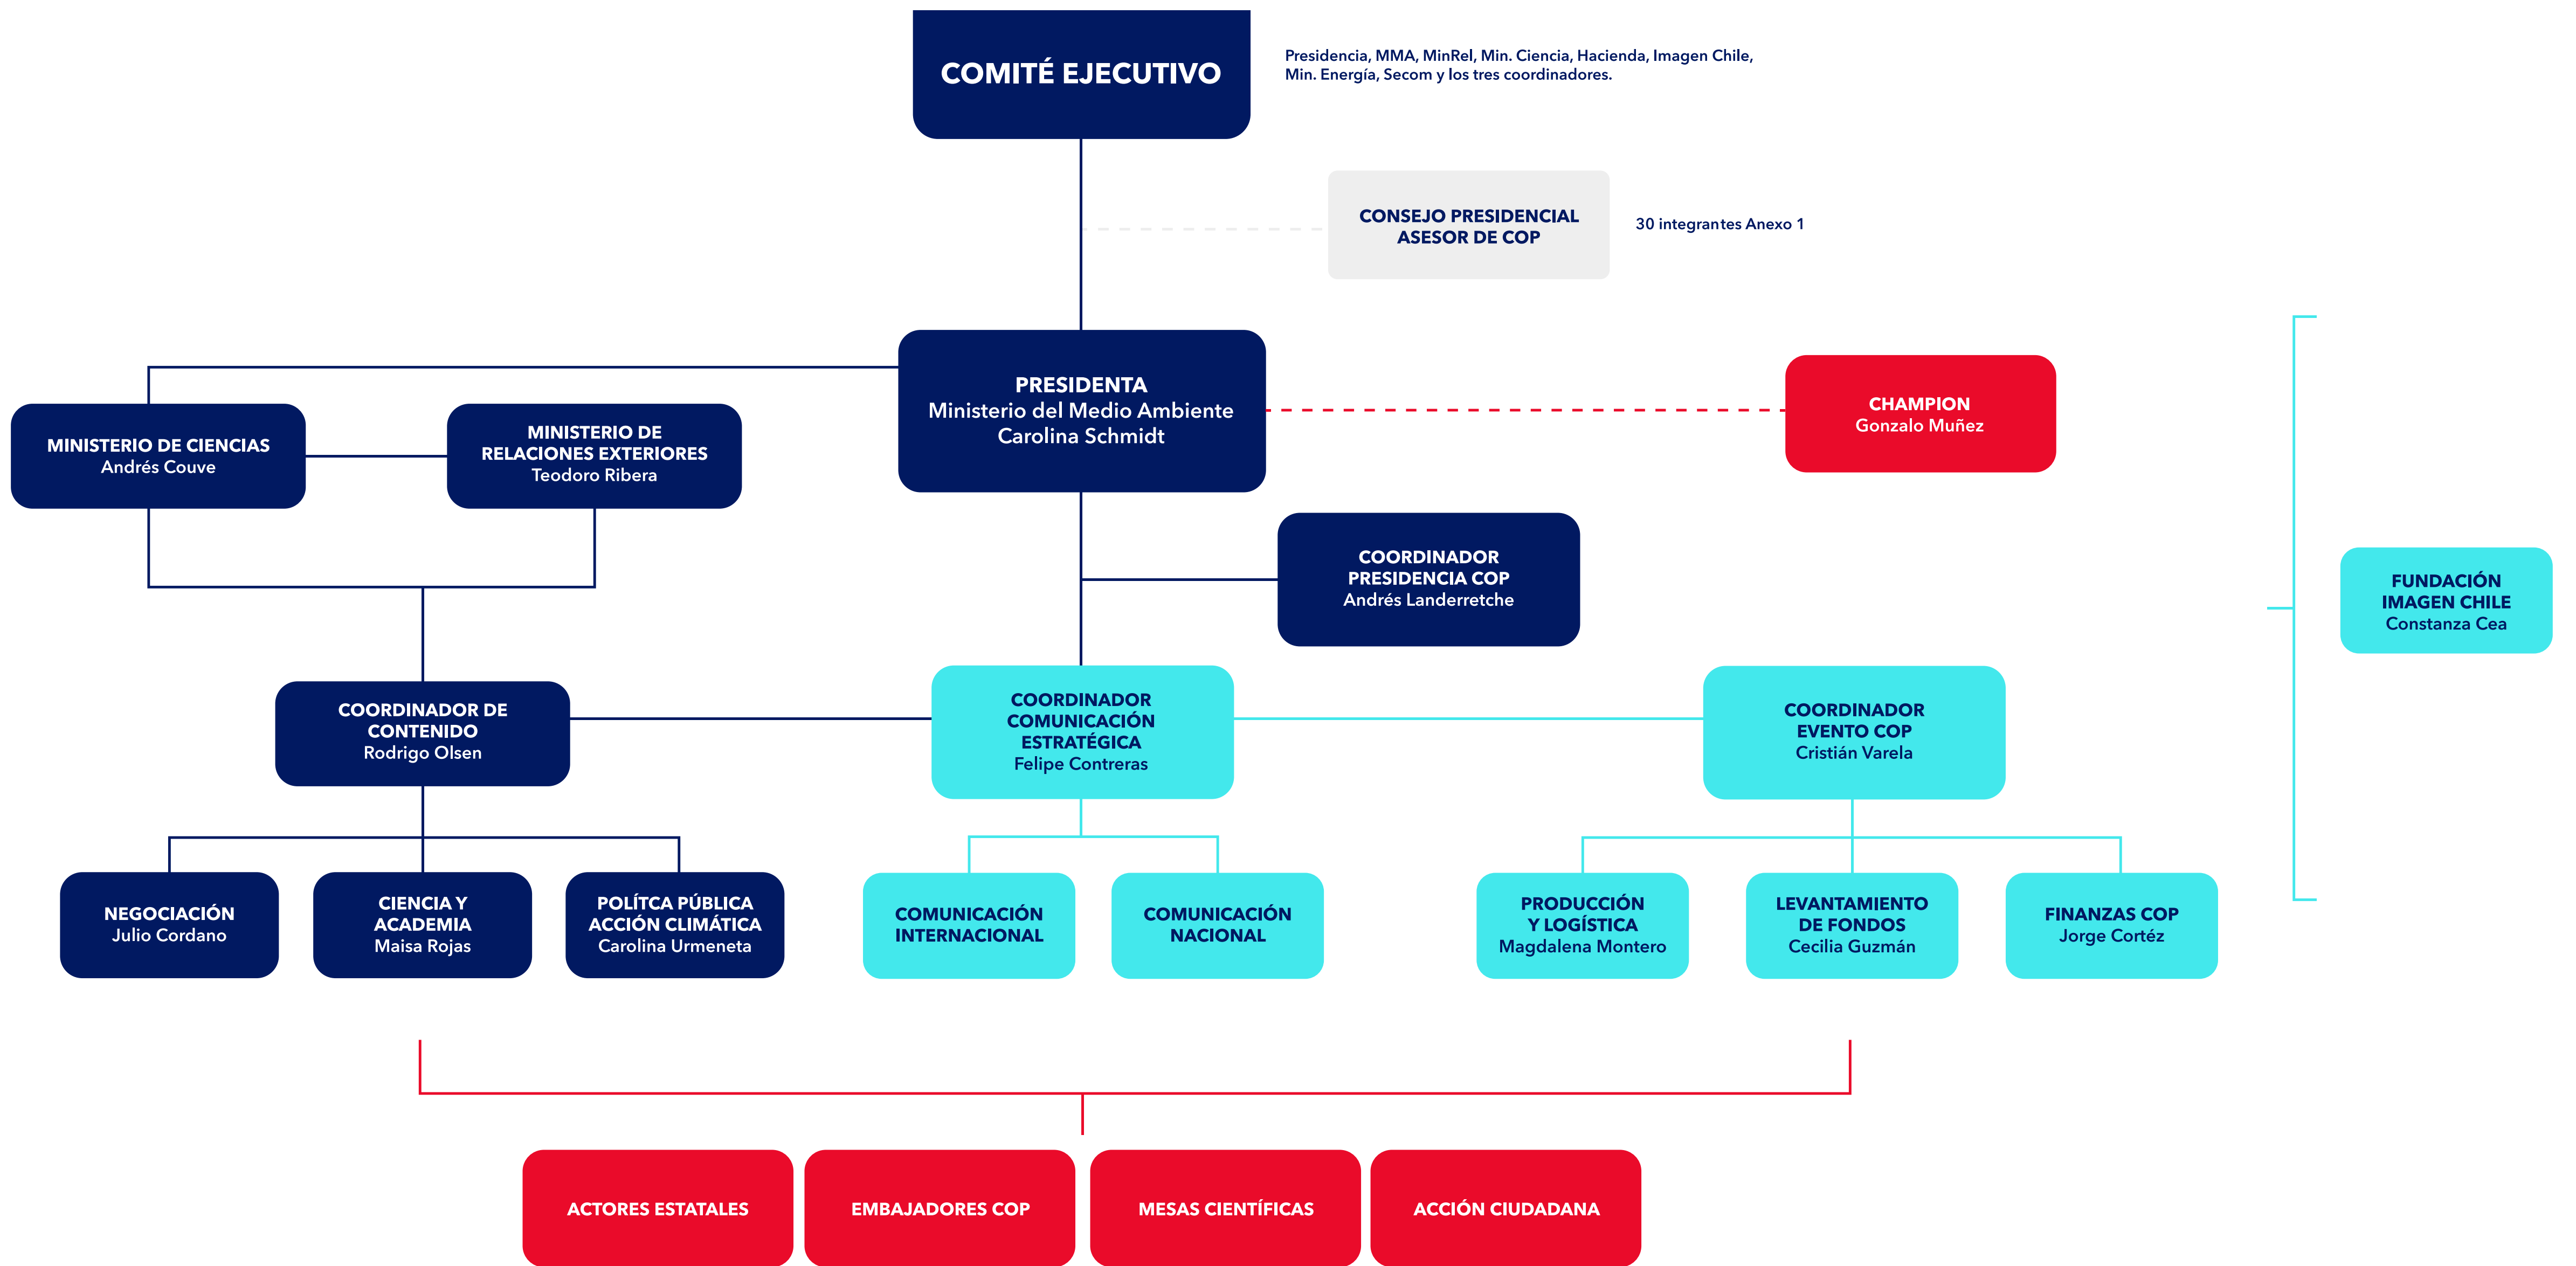 COMITÉ EJECUTIVO
Presidencia, MMA, MinRel, Min. Ciencia, Hacienda, Imagen Chile,
Min. Energía, Secom y los tres coordinadores.
CONSEJO PRESIDENCIAL
ASESOR DE COP
30 integrantes Anexo 1
PRESIDENTA
Ministerio del Medio Ambiente
Carolina Schmidt
CHAMPION
Gonzalo Muñez
MINISTERIO DE CIENCIAS
Andrés Couve
MINISTERIO DE
RELACIONES EXTERIORES
Teodoro Ribera
COORDINADOR
PRESIDENCIA COP
Andrés Landerretche
FUNDACIÓN
IMAGEN CHILE
Constanza Cea
COORDINADOR DE
CONTENIDO
Rodrigo Olsen
COORDINADOR
COMUNICACIÓN
ESTRATÉGICA
Felipe Contreras
COORDINADOR
EVENTO COP
Cristián Varela
NEGOCIACIÓN
Julio Cordano
CIENCIA Y
ACADEMIA
Maisa Rojas
POLÍTCA PÚBLICA
ACCIÓN CLIMÁTICA
Carolina Urmeneta
COMUNICACIÓN
INTERNACIONAL
COMUNICACIÓN
NACIONAL
PRODUCCIÓN
Y LOGÍSTICA
Magdalena Montero
LEVANTAMIENTO
DE FONDOS
Cecilia Guzmán
FINANZAS COP
Jorge Cortéz
ACTORES ESTATALES
EMBAJADORES COP
MESAS CIENTÍFICAS
ACCIÓN CIUDADANA